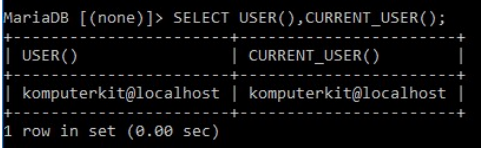 MariaDB [(none)]> SELECT USER(),CURRENT_USER();
+-----------------------+-----------------------+
| USER()                | CURRENT_USER()        |
+-----------------------+-----------------------+
| komputerkit@localhost | komputerkit@localhost |
+-----------------------+-----------------------+
1 row in set (0.00 sec)